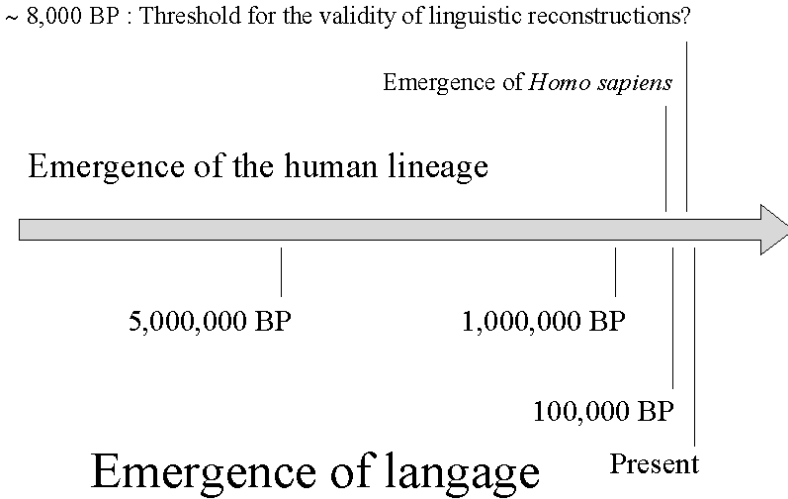 ~ 8,000 BP : Threshold for the validity of linguistic reconstructions?
Emergence of Homo sapiens
Emergence of the human lineage
5,000,000 BP
1,000,000 BP
100,000 BP
Emergence of langage
Present